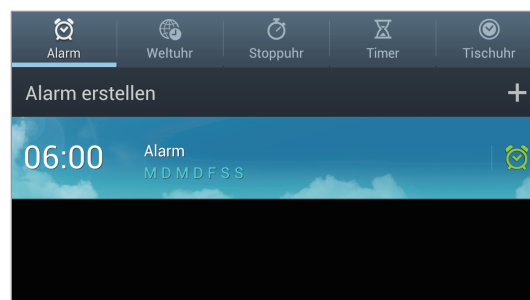 Alarm Weltuhr Stoppuhr Timer Tischuhr
Alarm erstellen
06:00 Alarm
M D M D F S S